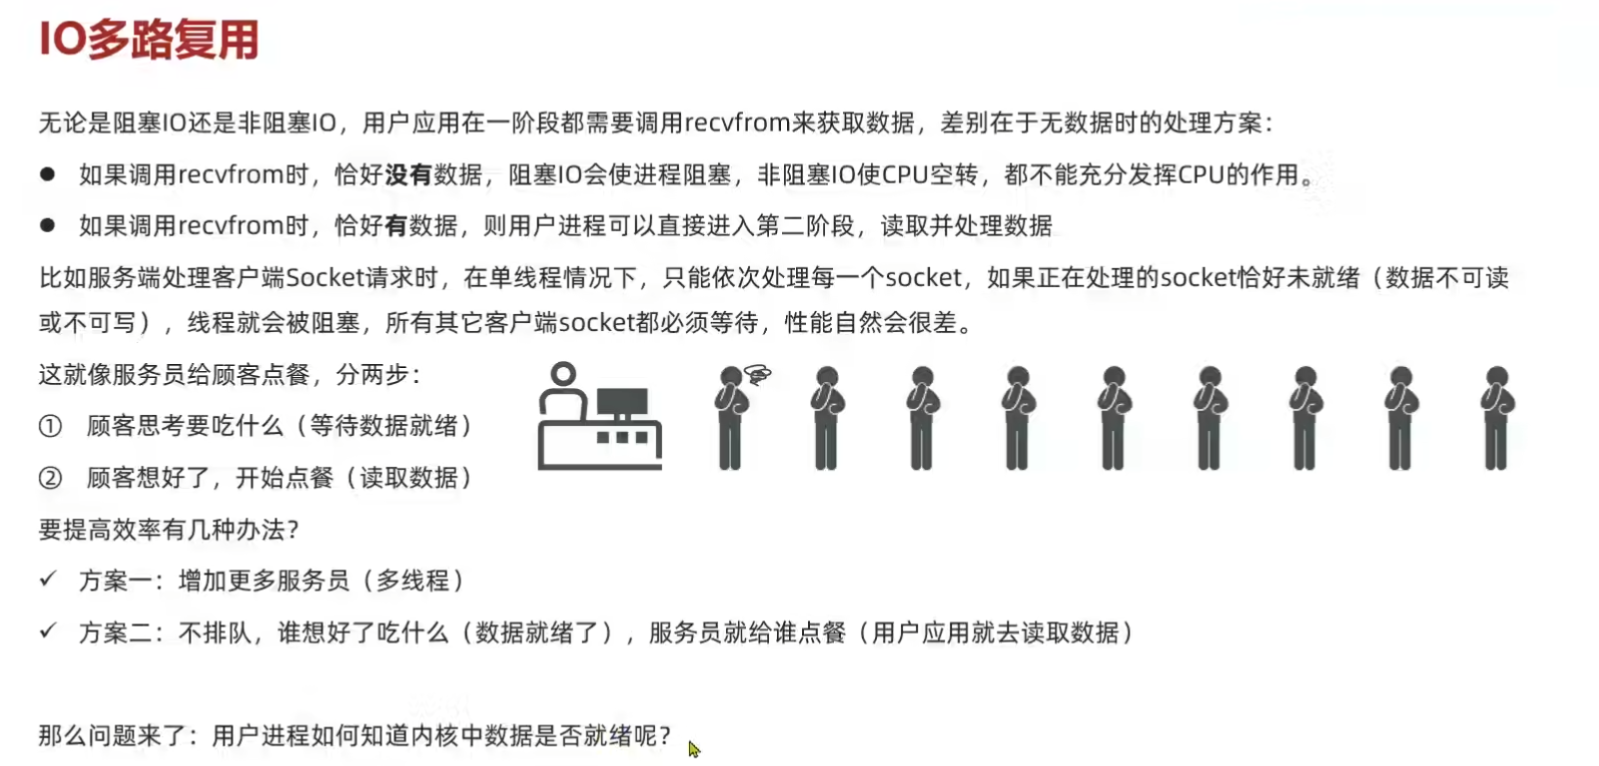 IO多路复用
无论是阻塞IO还是非阻塞IO，用户应用在一阶段都需要调用recvfrom来获取数据，差别在于无数据时的处理方案：
● 如果调用recvfrom时，恰好没有数据，阻塞IO会使进程阻塞，非阻塞IO使CPU空转，都不能充分发挥CPU的作用。
● 如果调用recvfrom时，恰好有数据，则用户进程可以直接进入第二阶段，读取并处理数据
比如服务端处理客户端Socket请求时，在单线程情况下，只能依次处理每一个socket，如果正在处理的socket恰好未就绪（数据不可读
或不可写），线程就会被阻塞，所有其它客户端socket都必须等待，性能自然会很差。
这就像服务员给顾客点餐，分两步：
① 顾客思考要吃什么（等待数据就绪）
② 顾客想好了，开始点餐（读取数据）
要提高效率有几种办法？
✓ 方案一：增加更多服务员（多线程）
✓ 方案二：不排队，谁想好了吃什么（数据就绪了），服务员就给谁点餐（用户应用就去读取数据）
那么问题来了：用户进程如何知道内核中数据是否就绪呢？